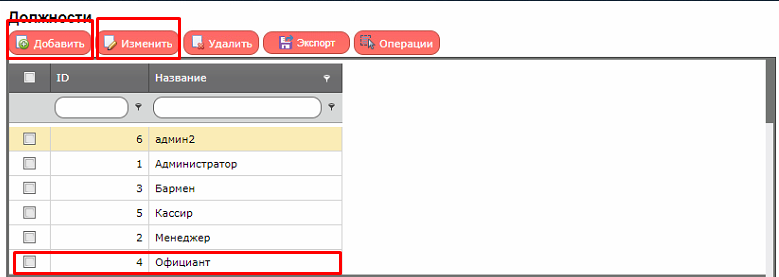 Должности
Добавить Изменить Удалить Экспорт Операции
ID Название
6 админ2
1 Администратор
3 Бармен
5 Кассир
2 Менеджер
4 Официант